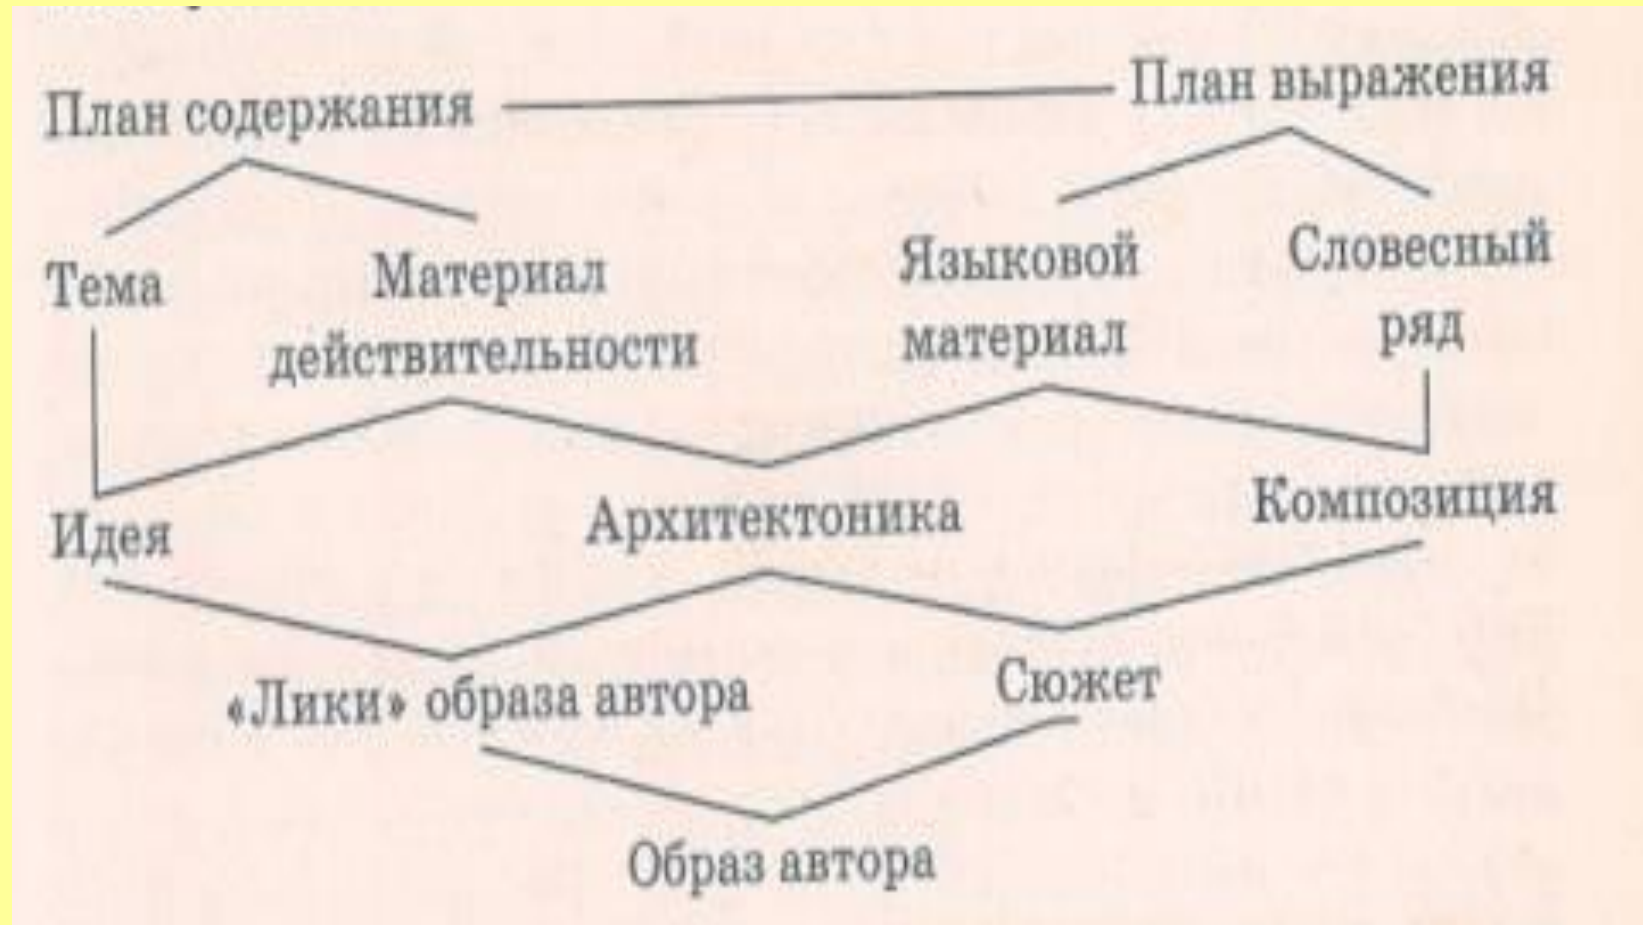 План содержания
План выражения
Тема
Материал
действительности
Языковой
материал
Словесный
ряд
Идея
Архитектоника
Композиция
«Лики» образа автора
Сюжет
Образ автора